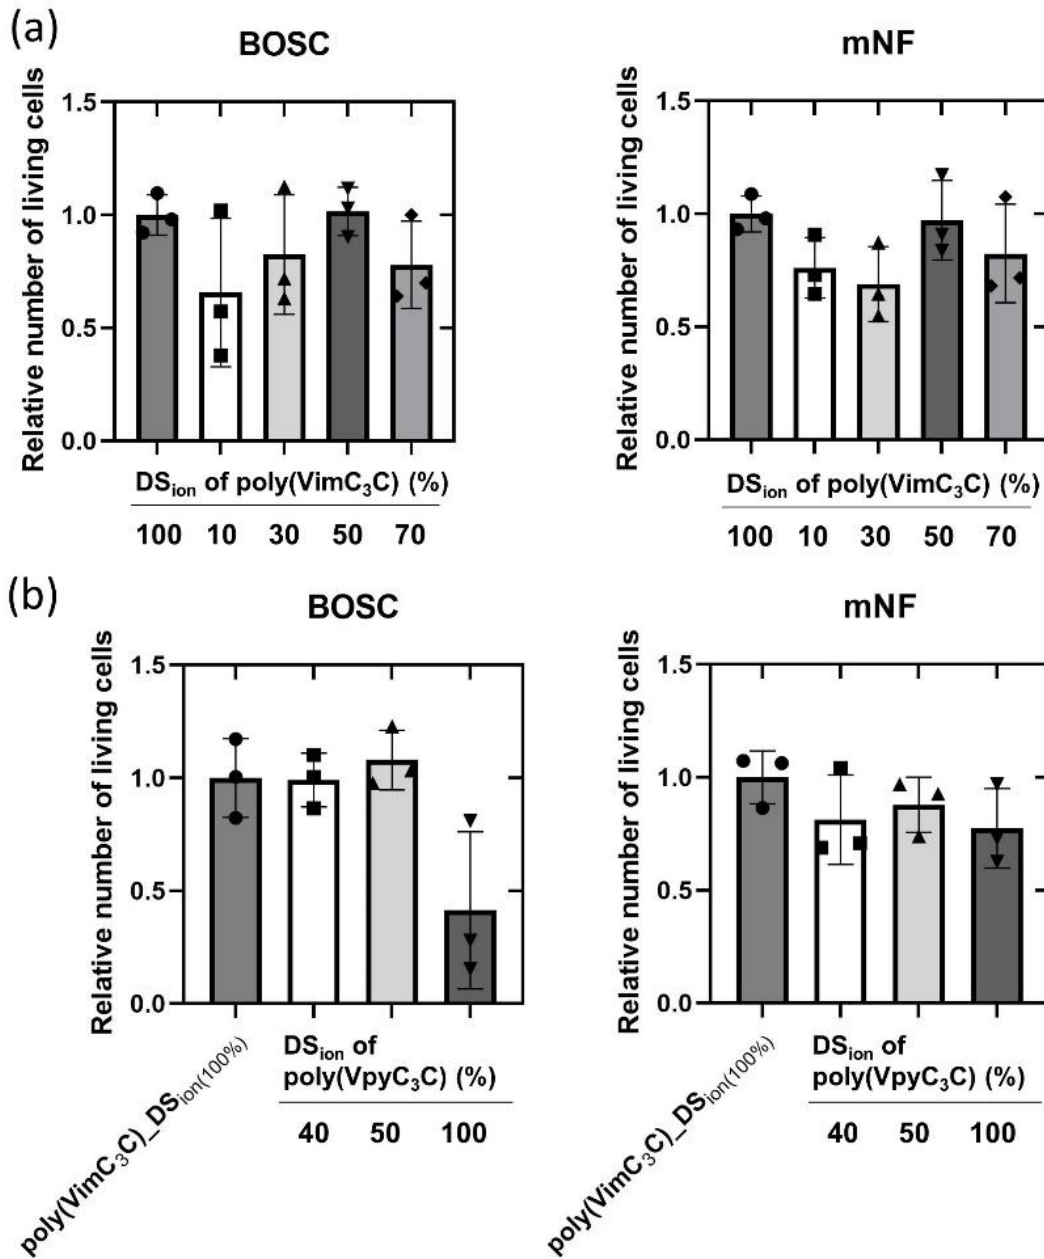 (a)
BOSC
Relative number of living cells
1.5
1.0
0.5
0.0
DSion of poly(VimC3C) (%)
100 10 30 50 70
mNF
Relative number of living cells
1.5
1.0
0.5
0.0
DSion of poly(VimC3C) (%)
100 10 30 50 70
(b)
BOSC
Relative number of living cells
1.5
1.0
0.5
0.0
poly(VimC3C)_DSion(100%)
DSion of
poly(VpyC3C) (%)
40 50 100
mNF
Relative number of living cells
1.5
1.0
0.5
0.0
poly(VimC3C)_DSion(100%)
DSion of
poly(VpyC3C) (%)
40 50 100